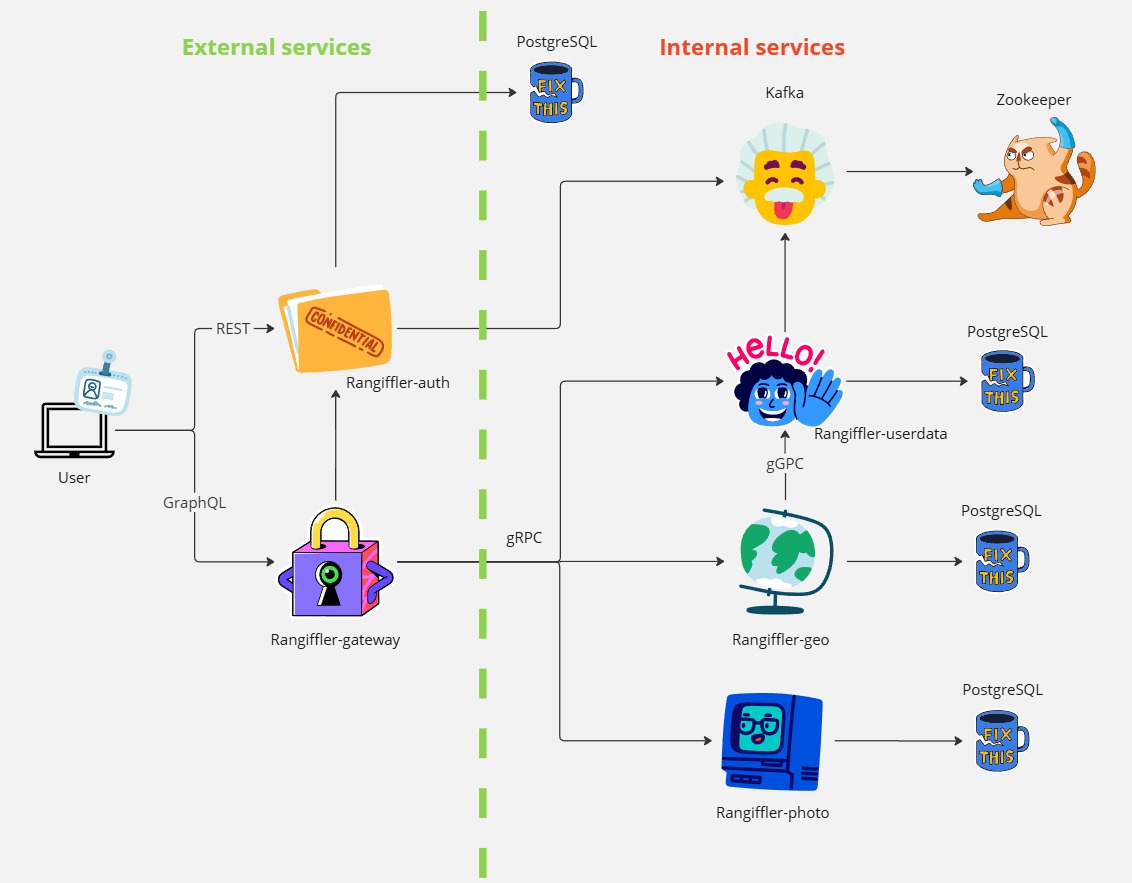 External services
Internal services
PostgreSQL
FIX
THIS
Kafka
Zookeeper
CONFIDENTIAL
REST
Rangiffler-auth
HELLO!
PostgreSQL
FIX
THIS
Rangiffler-userdata
User
gGPC
GraphQL
gRPC
PostgreSQL
FIX
THIS
Rangiffler-gateway
Rangiffler-geo
PostgreSQL
FIX
THIS
Rangiffler-photo